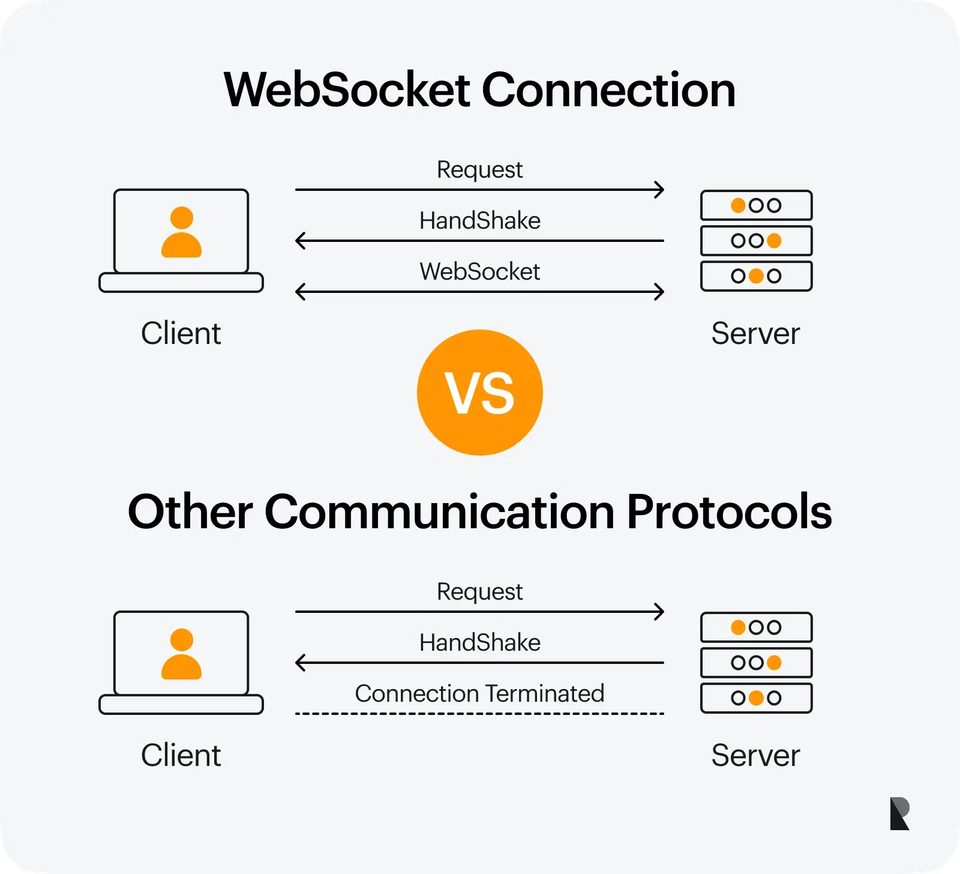 WebSocket Connection
Request
HandShake
WebSocket
Client
Server
VS
Other Communication Protocols
Request
HandShake
Connection Terminated
Client
Server